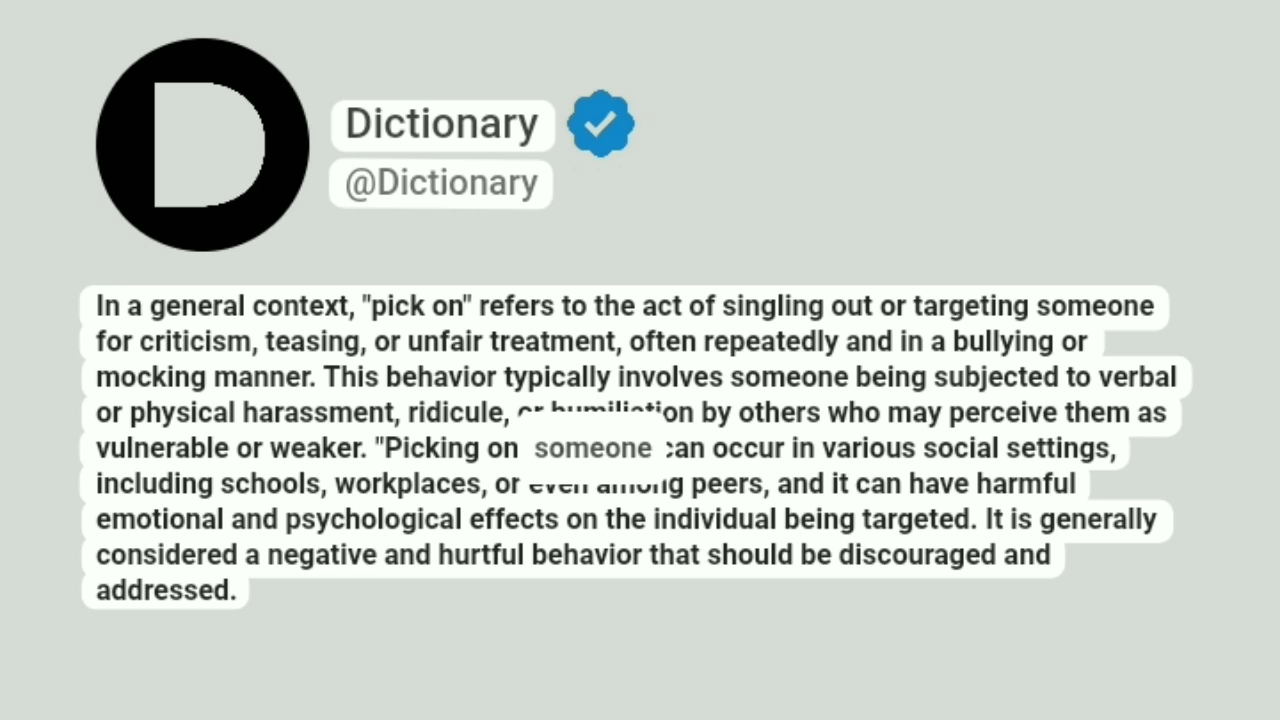 D
Dictionary
@Dictionary
In a general context, "pick on" refers to the act of singling out or targeting someone
for criticism, teasing, or unfair treatment, often repeatedly and in a bullying or
mocking manner. This behavior typically involves someone being subjected to verbal
or physical harassment, ridicule, or humiliation by others who may perceive them as
vulnerable or weaker. "Picking on someone can occur in various social settings,
including schools, workplaces, or even among peers, and it can have harmful
emotional and psychological effects on the individual being targeted. It is generally
considered a negative and hurtful behavior that should be discouraged and
addressed.